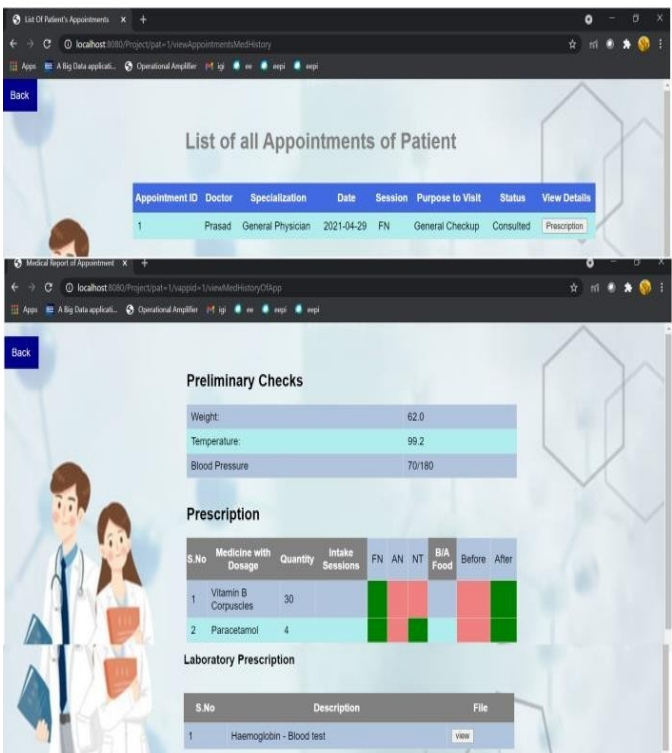 List Of Patient's Appointments
localhost:8080/Project/pat=1/viewAppointmentsMedHistory
Apps A Big Data applicati... Operational Amplifier igi ee eepi eepi
Back
List of all Appointments of Patient
Appointment ID Doctor Specialization Date Session Purpose to Visit Status View Details
1 Prasad General Physician 2021-04-29 FN General Checkup Consulted Prescription
Medical Report of Appointment
localhost:8080/Project/pat=1/vappid=1/viewMedHistoryOfApp
Apps A Big Data applicati... Operational Amplifier igi ee eepi eepi
Back
Preliminary Checks
Weight: 62.0
Temperature: 99.2
Blood Pressure 70/180
Prescription
S.No Medicine with Dosage Quantity Intake Sessions FN AN NT B/A Food Before After
1 Vitamin B Corpuscles 30
2 Paracetamol 4
Laboratory Prescription
S.No Description File
1 Haemoglobin - Blood test view